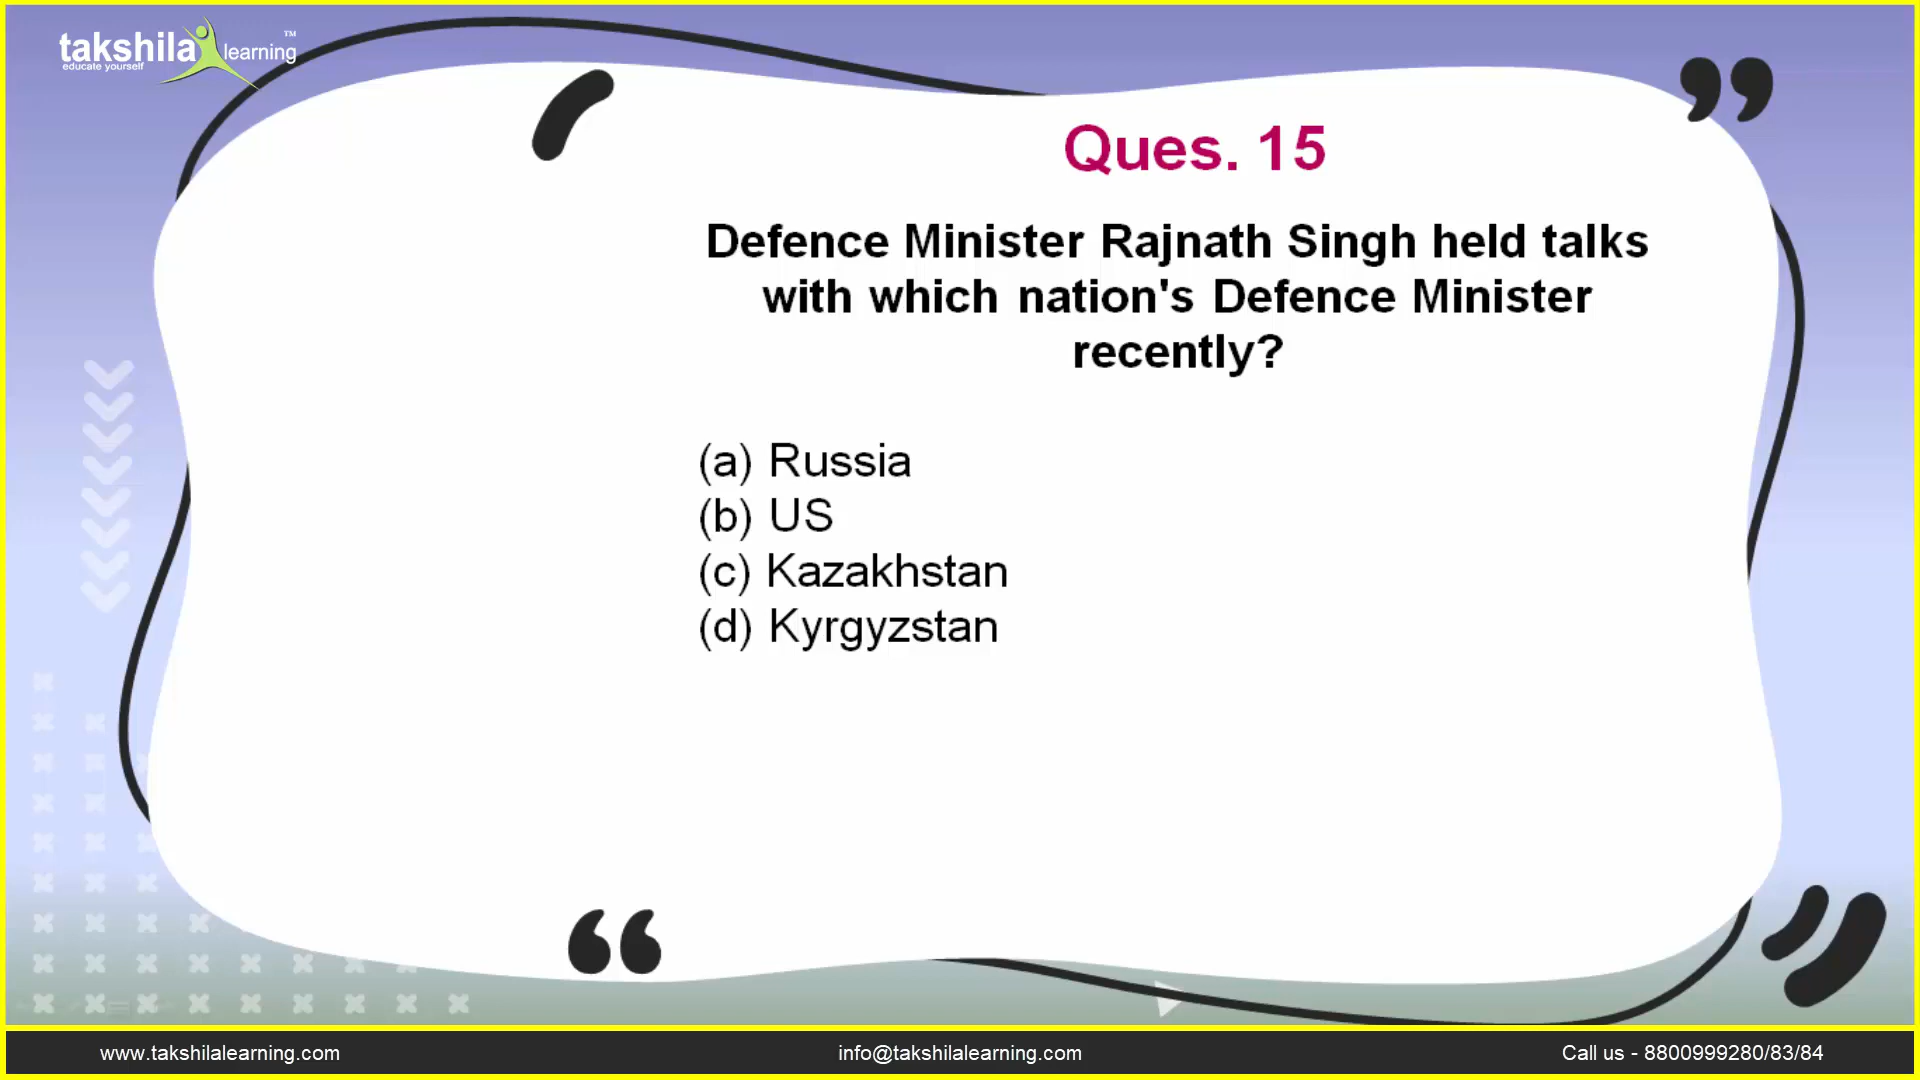 takshila learning ™
educate yourself
Ques. 15
Defence Minister Rajnath Singh held talks
with which nation's Defence Minister
recently?
(a) Russia
(b) US
(c) Kazakhstan
(d) Kyrgyzstan
www.takshilalearning.com info@takshilalearning.com Call us - 8800999280/83/84